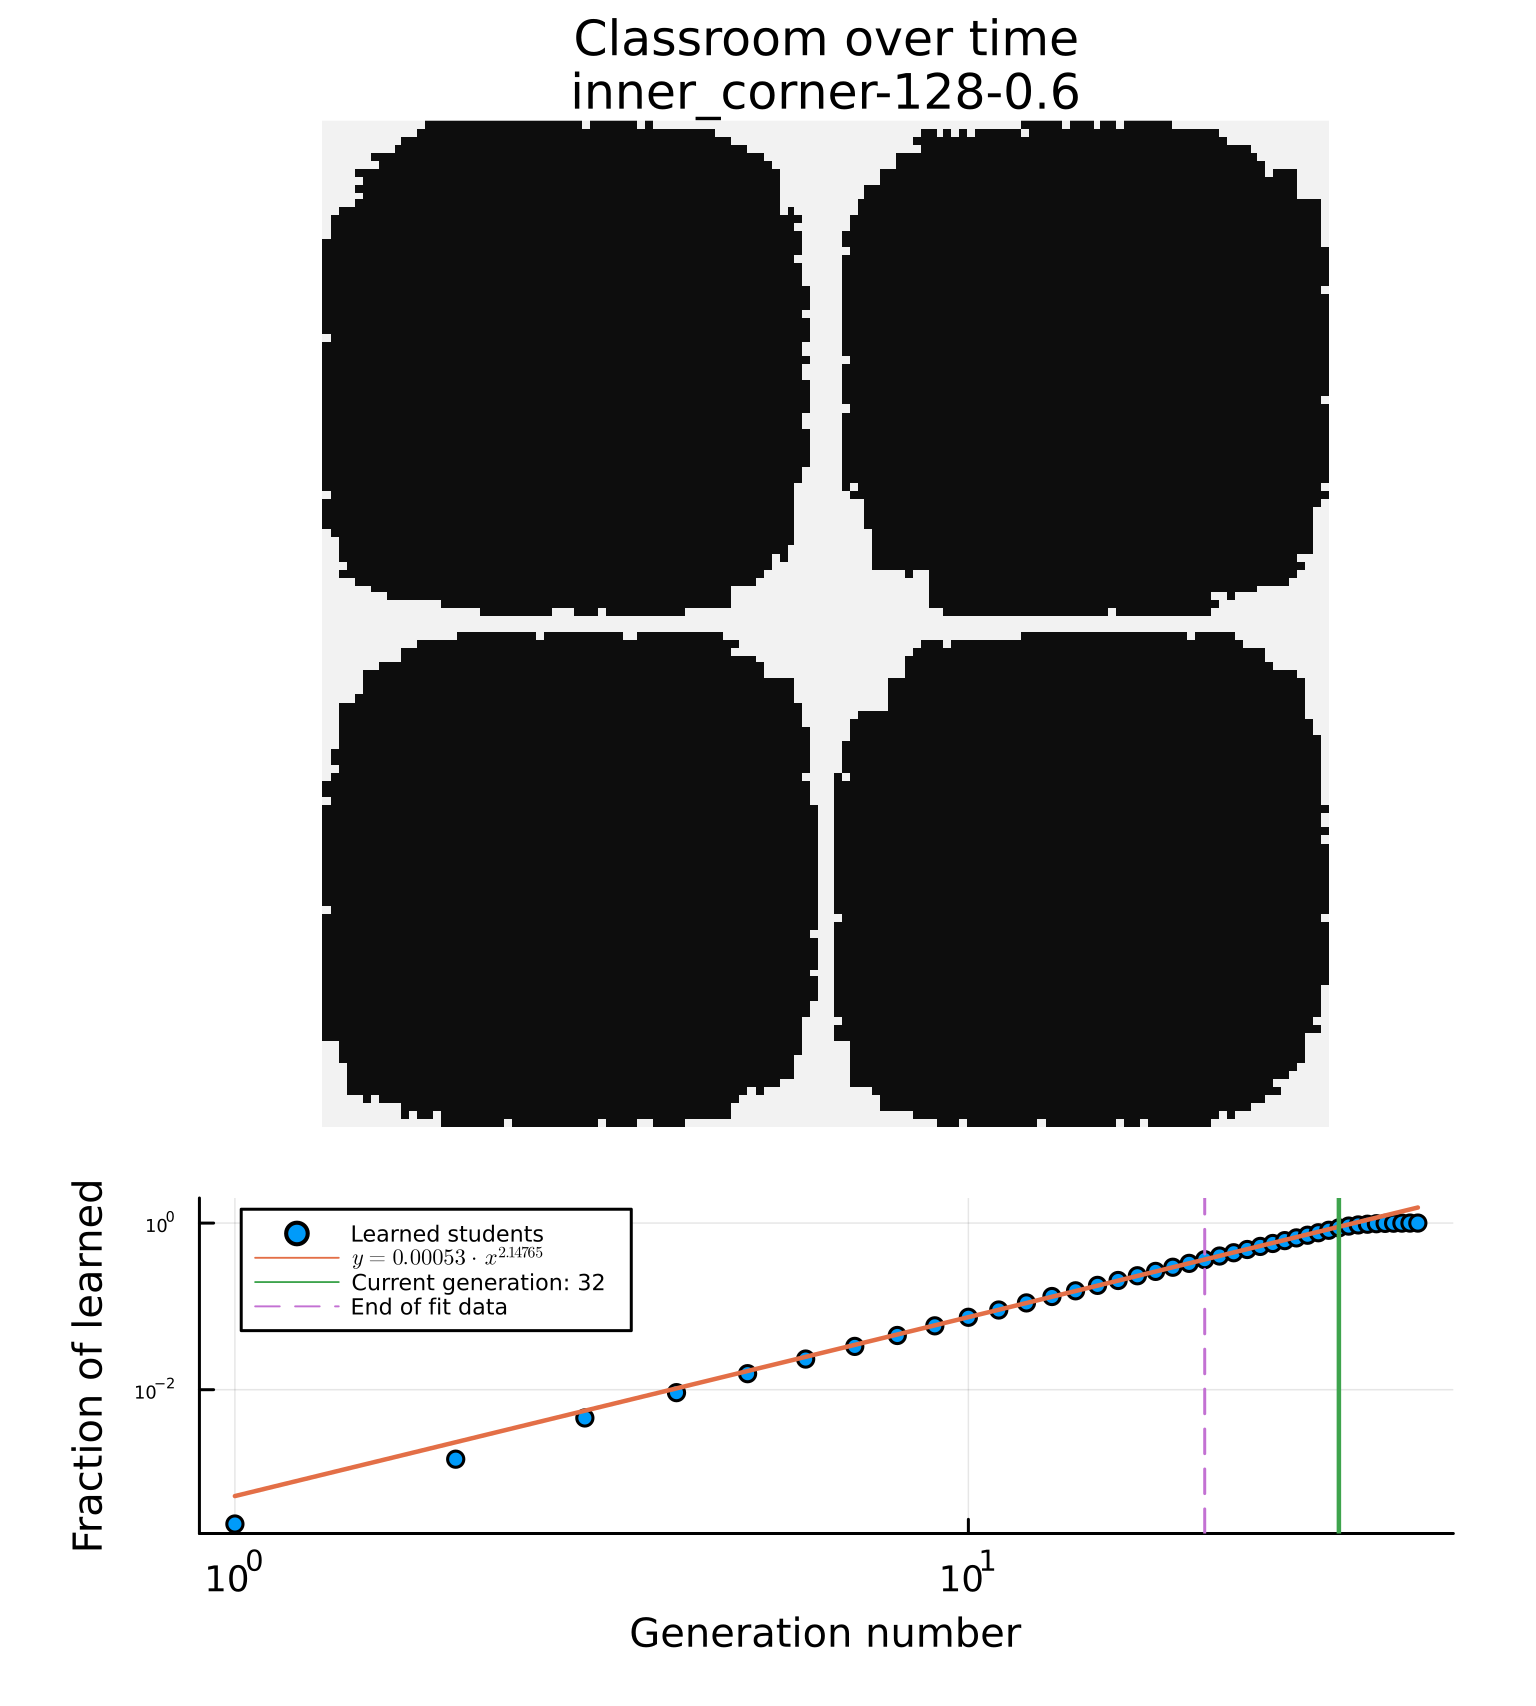 Classroom over time
inner_corner-128-0.6
Fraction of learned
10^0
10^−2
Learned students
y = 0.00053 · x^2.14765
Current generation: 32
End of fit data
10^0
10^1
Generation number